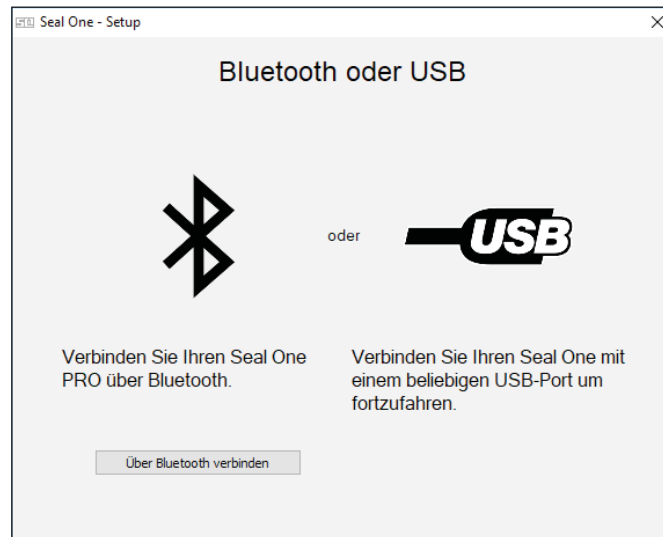 Seal One - Setup
Bluetooth oder USB
oder
USB
Verbinden Sie Ihren Seal One
PRO über Bluetooth.
Verbinden Sie Ihren Seal One mit
einem beliebigen USB-Port um
fortzufahren.
Über Bluetooth verbinden